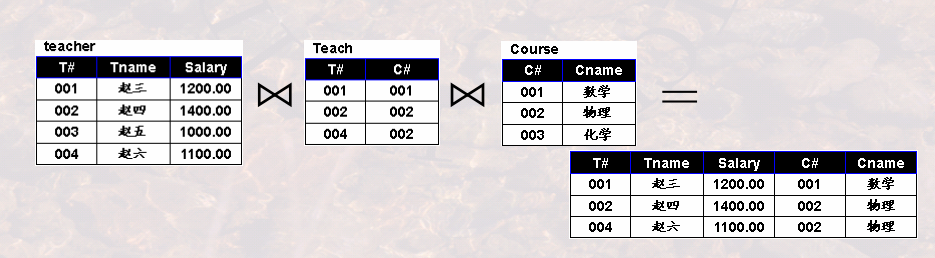 teacher
T# Tname Salary
001 赵三 1200.00
002 赵四 1400.00
003 赵五 1000.00
004 赵六 1100.00
⋈
Teach
T# C#
001 001
002 002
004 002
⋈
Course
C# Cname
001 数学
002 物理
003 化学
=
T# Tname Salary C# Cname
001 赵三 1200.00 001 数学
002 赵四 1400.00 002 物理
004 赵六 1100.00 002 物理